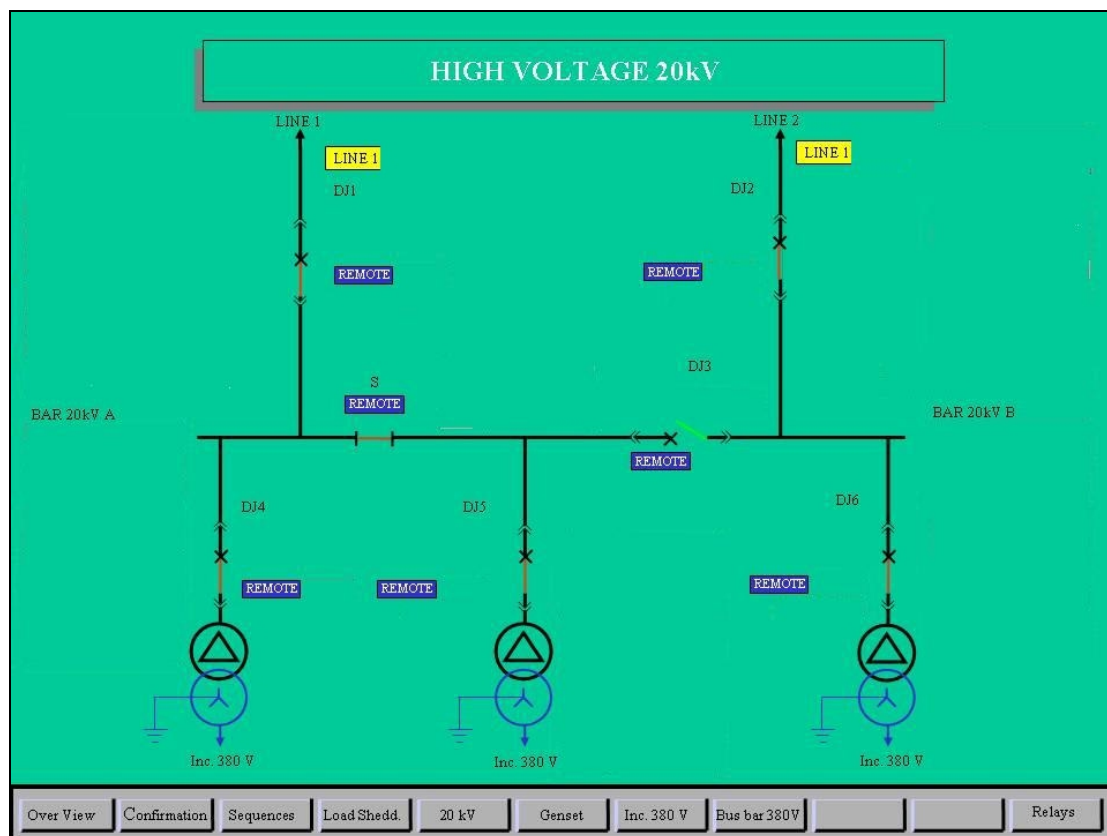 HIGH VOLTAGE 20kV
LINE 1
LINE 2
LINE 1
LINE 1
DJ1
DJ2
REMOTE
REMOTE
DJ3
S
REMOTE
BAR 20kV A
BAR 20kV B
REMOTE
DJ4
DJ5
DJ6
REMOTE
REMOTE
REMOTE
Inc. 380 V
Inc. 380 V
Inc. 380 V
Over View
Confirmation
Sequences
Load Shedd.
20 kV
Genset
Inc. 380 V
Bus bar 380V
Relays